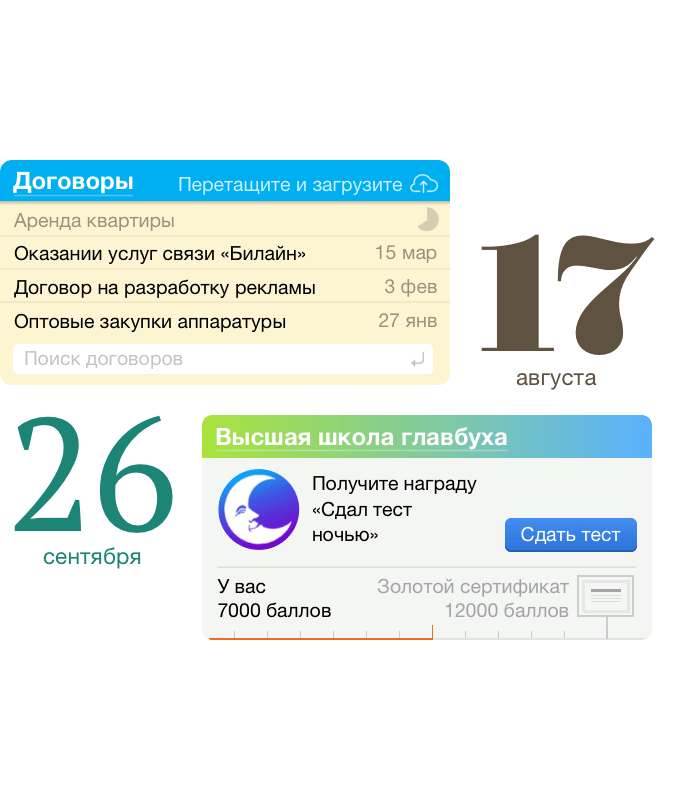 Договоры
Перетащите и загрузите
Аренда квартиры
Оказании услуг связи «Билайн» 15 мар
Договор на разработку рекламы 3 фев
Оптовые закупки аппаратуры 27 янв
Поиск договоров
17
августа
26
сентября
Высшая школа главбуха
Получите награду
«Сдал тест
ночью»
Сдать тест
У вас
7000 баллов
Золотой сертификат
12000 баллов